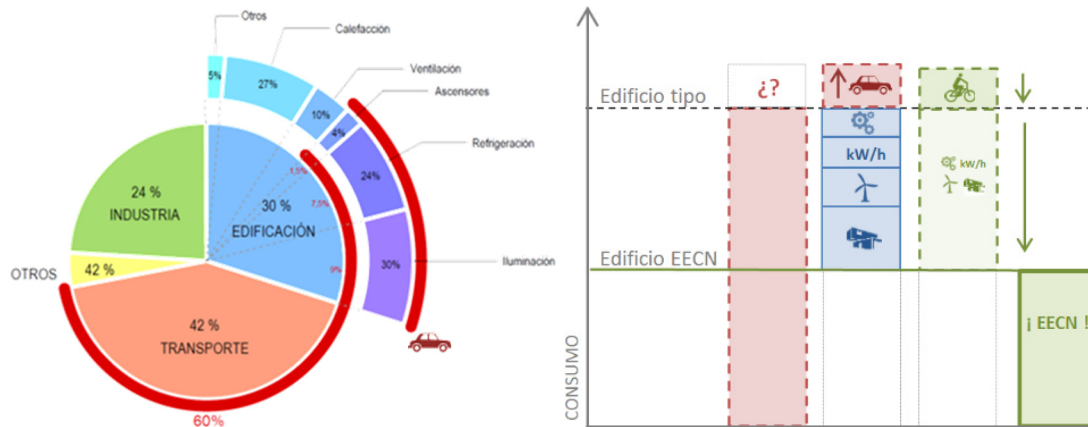 Otros
Calefacción
Ventilación
Ascensores
Refrigeración
Iluminación
5%
27%
10%
4%
24%
30%
24 %
INDUSTRIA
30 %
EDIFICACIÓN
1,5%
7,5%
9%
OTROS
42 %
42 %
TRANSPORTE
60%
Edificio tipo
Edificio EECN
CONSUMO
¿?
kW/h
kW/h
¡ EECN !